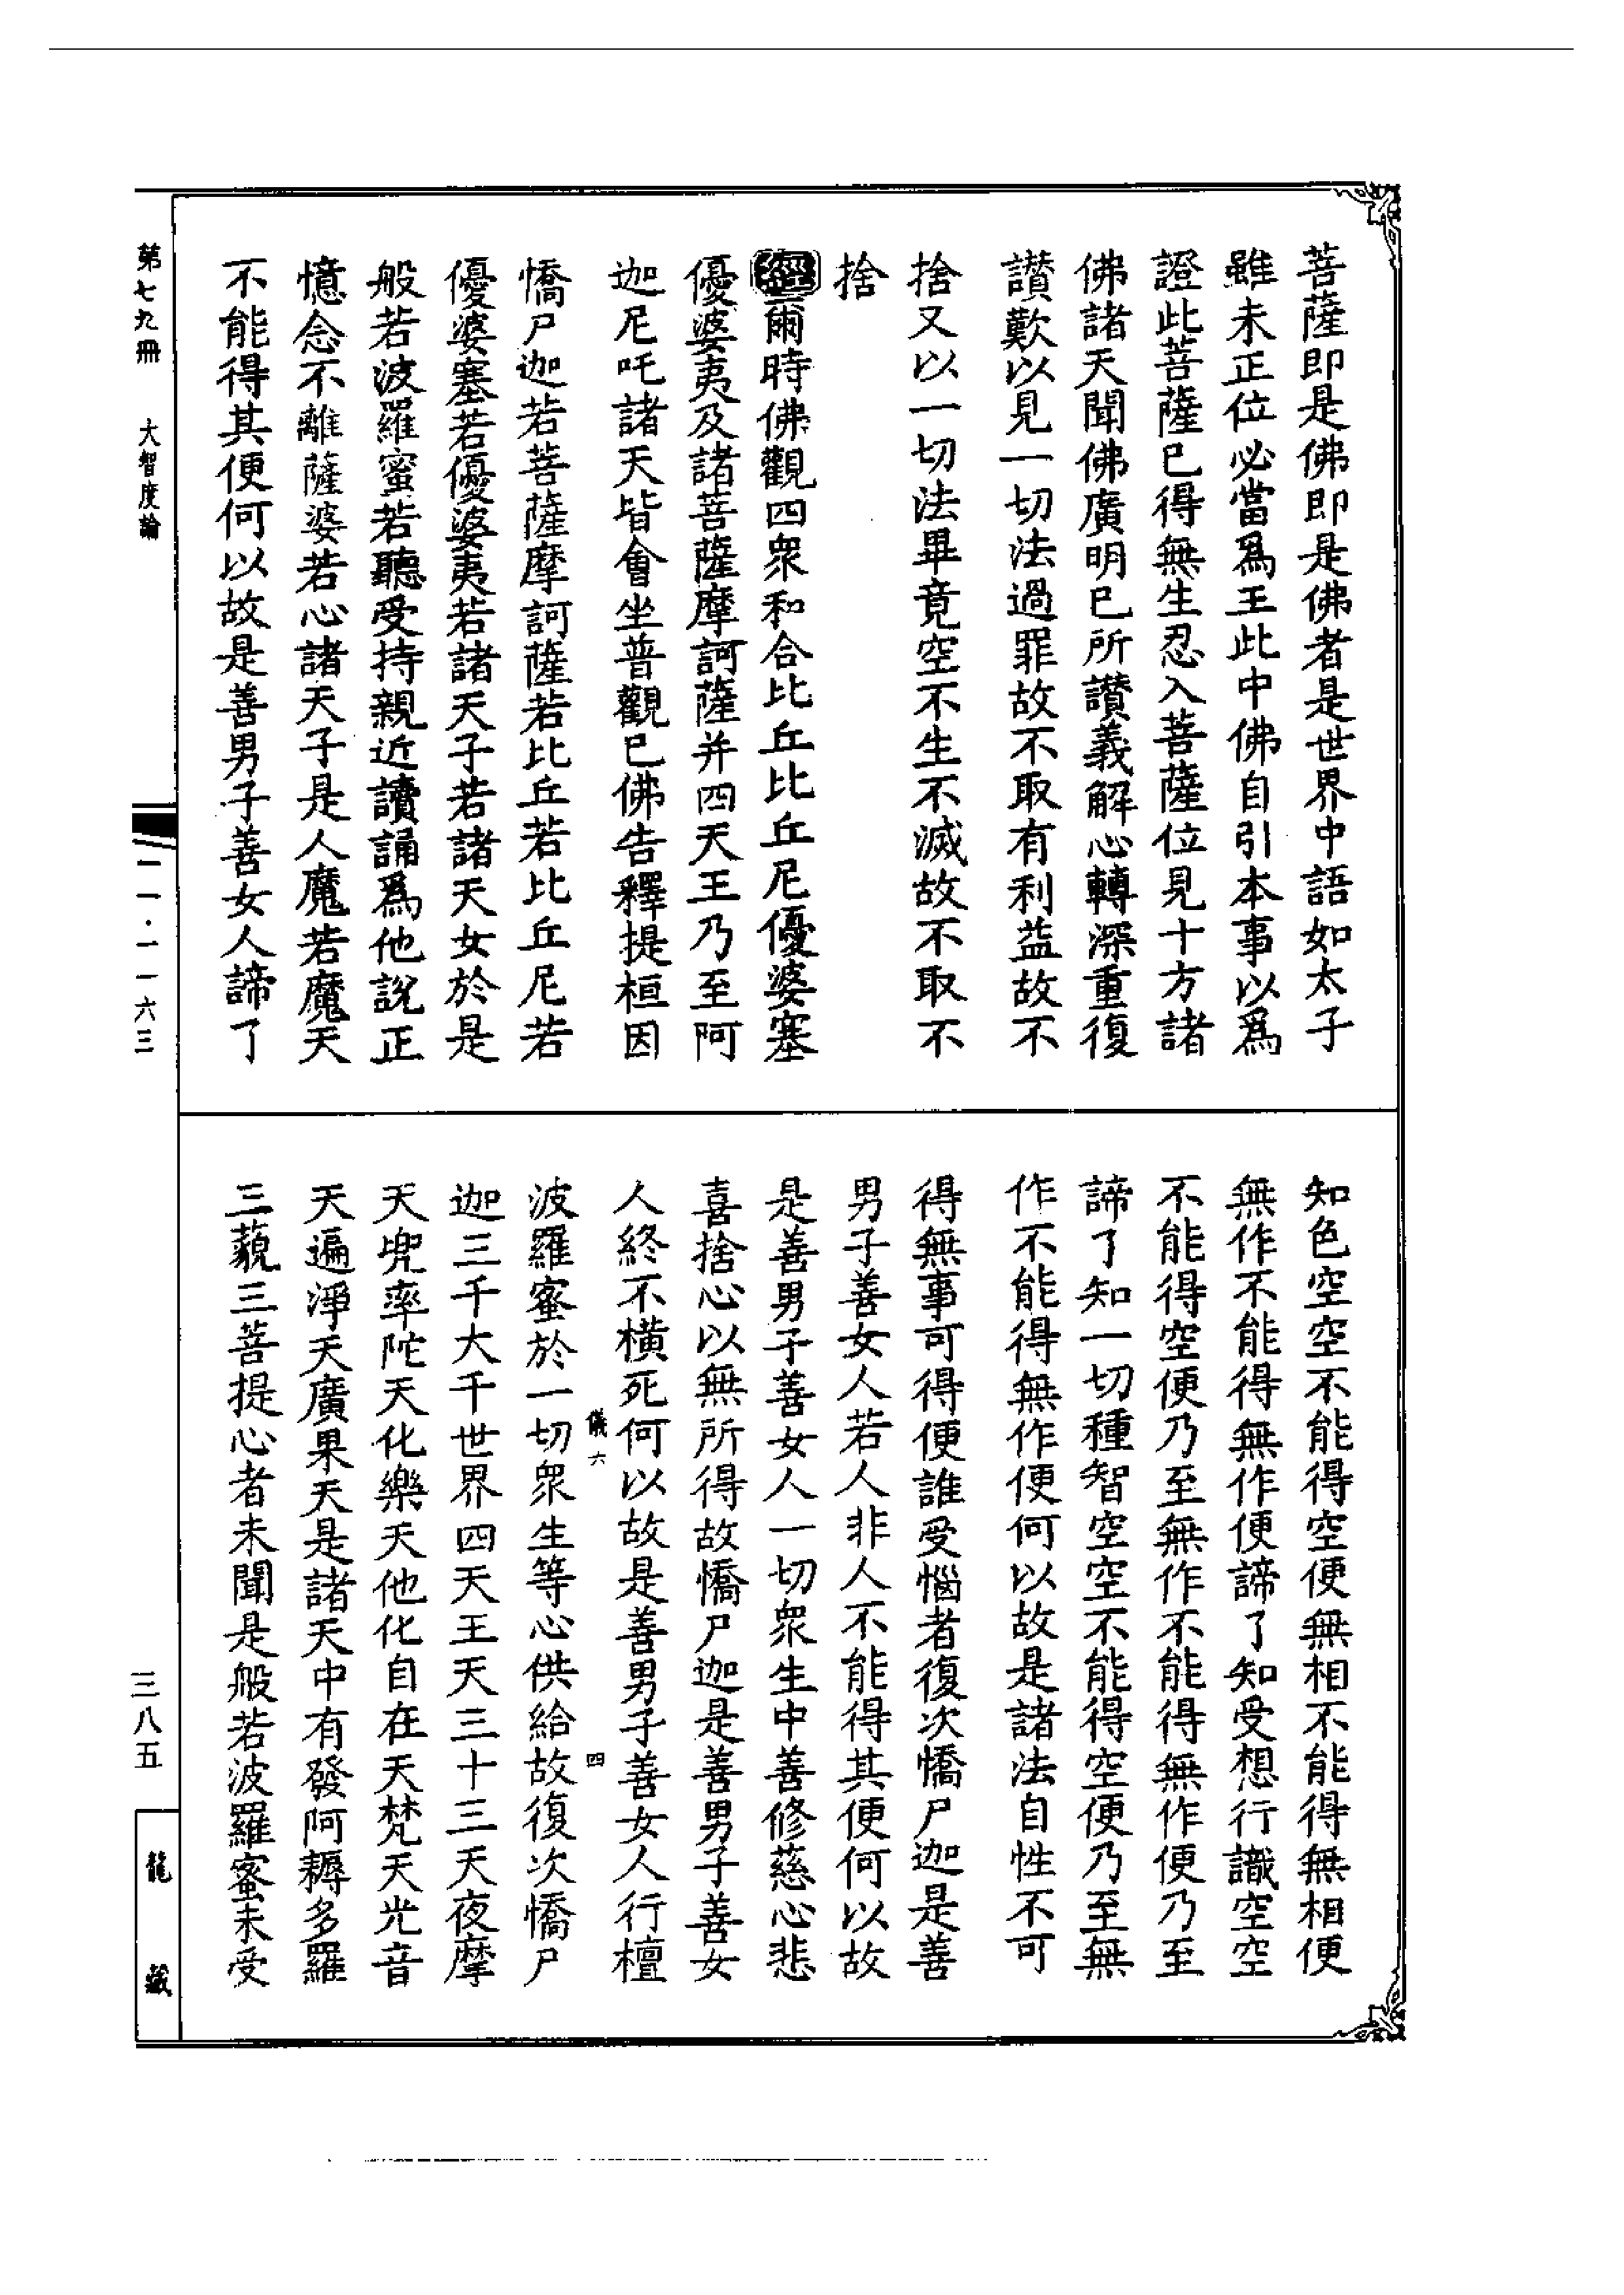 菩薩即是佛即是佛者是世界中語如太子
雖未正位必當爲王此中佛自引本事以爲
證此菩薩已得無生忍入菩薩位見十方諸
佛諸天聞佛廣明已所讃義解心轉深重復
讃歎以見一切法過罪故不取有利益故不
捨又以一切法畢竟空不生不滅故不取不
捨
經爾時佛觀四衆和合比丘比丘尼優婆塞
優婆夷及諸菩薩摩訶薩并四天王乃至阿
迦尼吒諸天皆會坐普觀已佛告釋提桓因
憍尸迦若菩薩摩訶薩若比丘若比丘尼若
優婆塞若優婆夷若諸天子若諸天女於是
般若波羅蜜若聽受持親近讀誦爲他說正
憶念不離薩婆若心諸天子是人魔若魔天
不能得其便何以故是善男子善女人諦了
知色空空不能得空便無相不能得無相便
無作不能得無作便諦了知受想行識空空
不能得空便乃至無作不能得無作便乃至
諦了知一切種智空空不能得空便乃至無
作不能得無作便何以故是諸法自性不可
得無事可得便誰受惱者復次憍尸迦是善
男子善女人若人非人不能得其便何以故
是善男子善女人一切衆生中善修慈心悲
喜捨心以無所得故憍尸迦是善男子善女
人終不橫死何以故是善男子善女人行檀
儀六 四
波羅蜜於一切衆生等心供給故復次憍尸
迦三千大千世界四天王天三十三天夜摩
天兜率陀天化樂天他化自在天梵天光音
天遍淨天廣果天是諸天中有發阿耨多羅
三藐三菩提心者未聞是般若波羅蜜未受
第七九冊 大智度論
一一·一一六三
三八五
龍藏